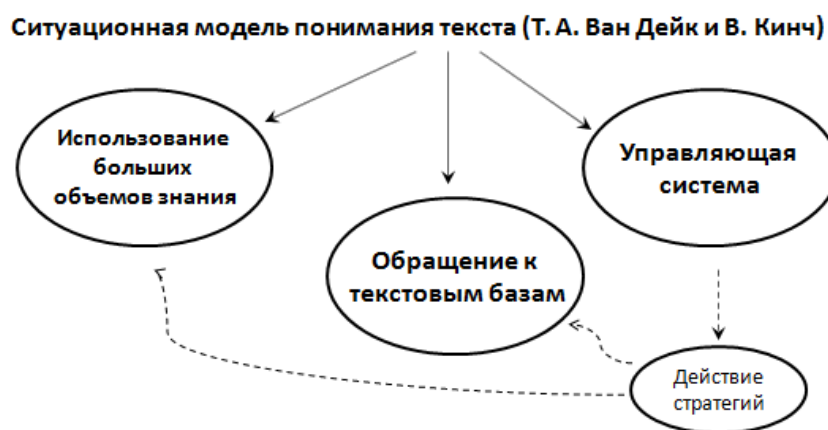 Ситуационная модель понимания текста (Т. А. Ван Дейк и В. Кинч)
Использование
больших
объемов знания
Управляющая
система
Обращение к
текстовым базам
Действие
стратегий